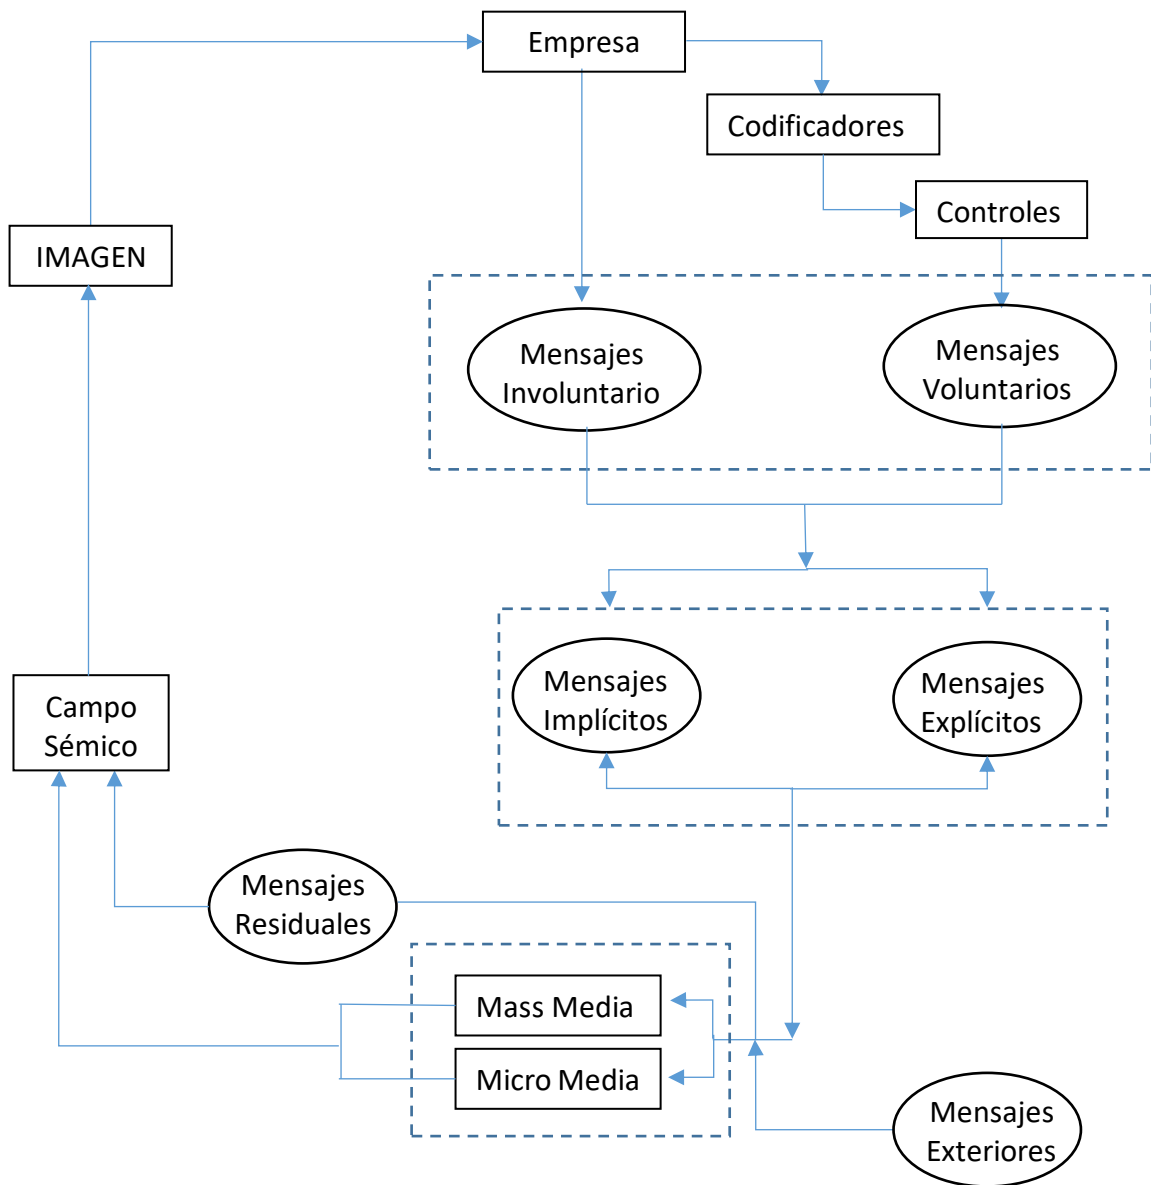 Empresa
Codificadores
Controles
IMAGEN
Mensajes
Involuntario
Mensajes
Voluntarios
Mensajes
Implícitos
Mensajes
Explícitos
Campo
Sémico
Mensajes
Residuales
Mass Media
Micro Media
Mensajes
Exteriores